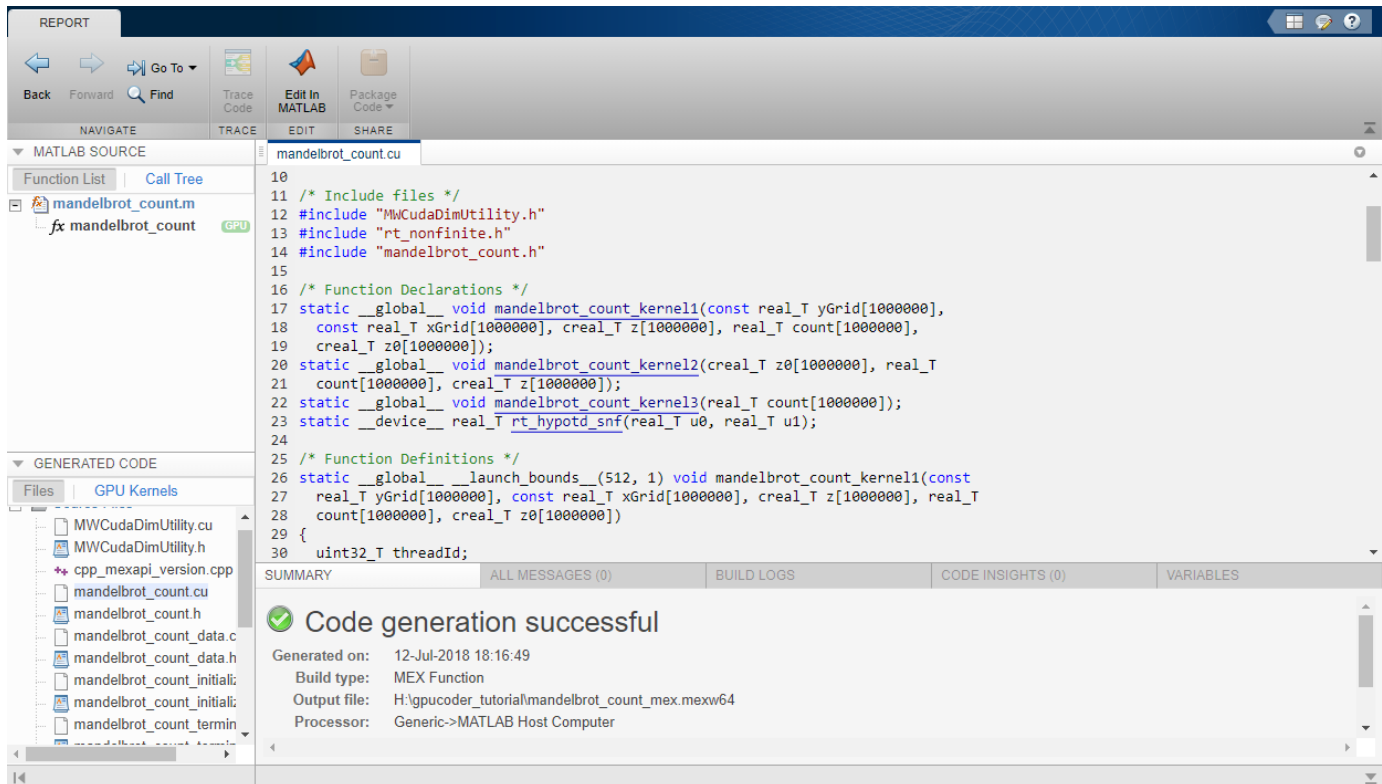 REPORT
Back
Forward
Go To
Find
Trace
Code
Edit In
MATLAB
Package
Code
NAVIGATE
TRACE
EDIT
SHARE
MATLAB SOURCE
Function List
Call Tree
mandelbrot_count.m
fx mandelbrot_count
GPU
GENERATED CODE
Files
GPU Kernels
MWCudaDimUtility.cu
MWCudaDimUtility.h
cpp_mexapi_version.cpp
mandelbrot_count.cu
mandelbrot_count.h
mandelbrot_count_data.c
mandelbrot_count_data.h
mandelbrot_count_initializ
mandelbrot_count_initializ
mandelbrot_count_termin
mandelbrot_count.cu
10
11 /* Include files */
12 #include "MWCudaDimUtility.h"
13 #include "rt_nonfinite.h"
14 #include "mandelbrot_count.h"
15
16 /* Function Declarations */
17 static __global__ void mandelbrot_count_kernel1(const real_T yGrid[1000000],
18   const real_T xGrid[1000000], creal_T z[1000000], real_T count[1000000],
19   creal_T z0[1000000]);
20 static __global__ void mandelbrot_count_kernel2(creal_T z0[1000000], real_T
21   count[1000000], creal_T z[1000000]);
22 static __global__ void mandelbrot_count_kernel3(real_T count[1000000]);
23 static __device__ real_T rt_hypotd_snf(real_T u0, real_T u1);
24
25 /* Function Definitions */
26 static __global__ __launch_bounds__(512, 1) void mandelbrot_count_kernel1(const
27   real_T yGrid[1000000], const real_T xGrid[1000000], creal_T z[1000000], real_T
28   count[1000000], creal_T z0[1000000])
29 {
30   uint32_T threadId;
SUMMARY
ALL MESSAGES (0)
BUILD LOGS
CODE INSIGHTS (0)
VARIABLES
Code generation successful
Generated on: 12-Jul-2018 18:16:49
Build type: MEX Function
Output file: H:\gpucoder_tutorial\mandelbrot_count_mex.mexw64
Processor: Generic->MATLAB Host Computer